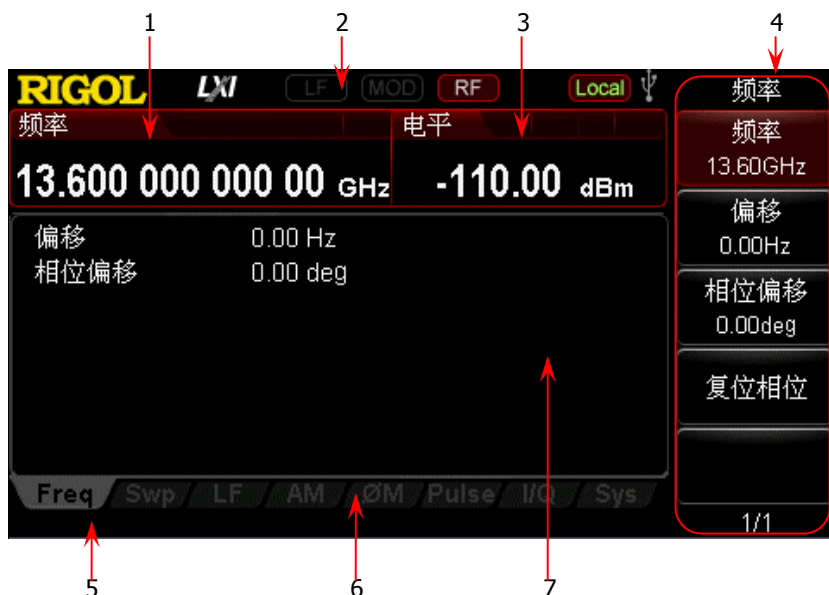 1 2 3 4
RIGOL LXI LF MOD RF Local
频率 电平
13.600 000 000 00 GHz -110.00 dBm
偏移 0.00 Hz
相位偏移 0.00 deg
频率
频率
13.60GHz
偏移
0.00Hz
相位偏移
0.00deg
复位相位
1/1
Freq Swp LF AM ØM Pulse I/Q Sys
5 6 7